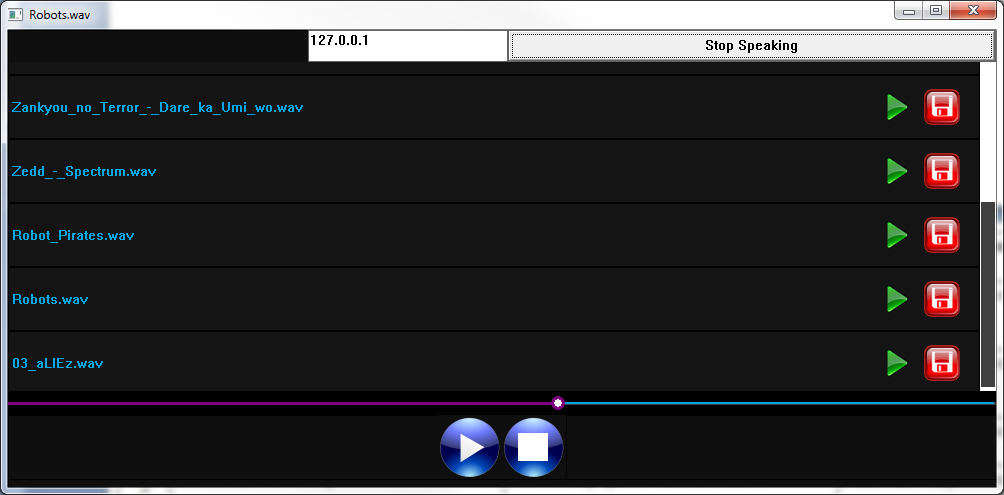 Robots.wav
127.0.0.1
Stop Speaking
Zankyou_no_Terror_-_Dare_ka_Umi_wo.wav
Zedd_-_Spectrum.wav
Robot_Pirates.wav
Robots.wav
03_aLIEz.wav